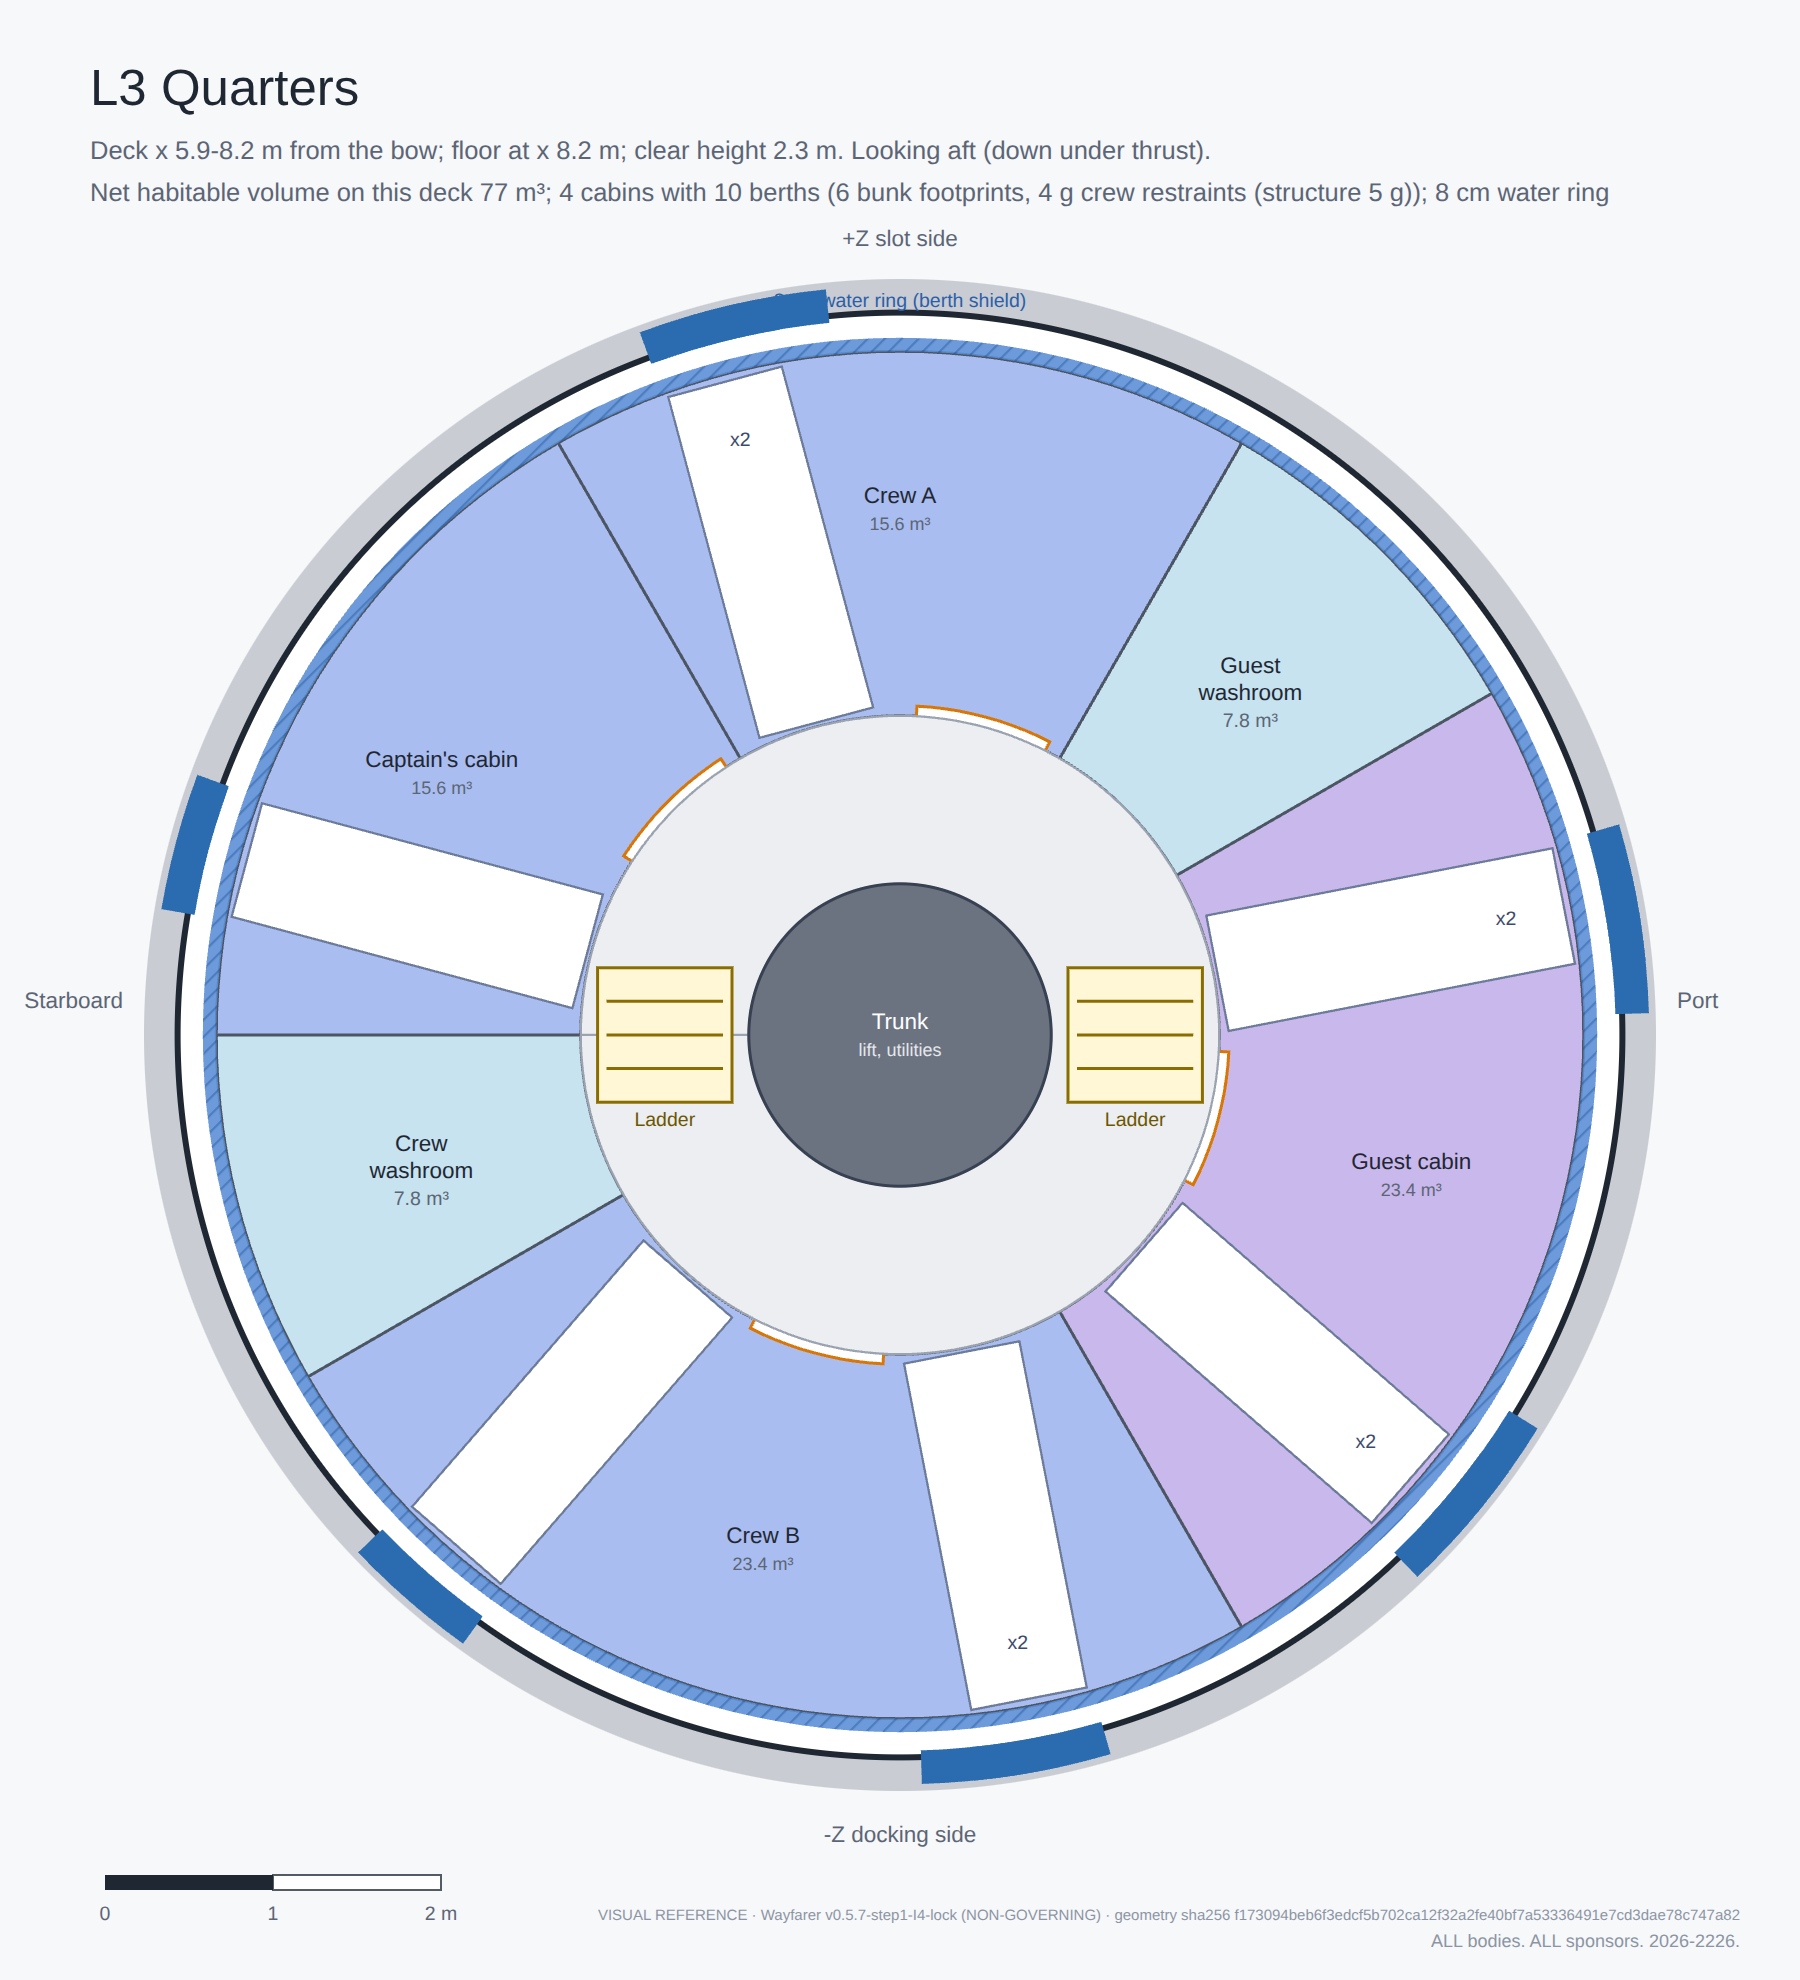 L3 Quarters
Deck x 5.9-8.2 m from the bow; floor at x 8.2 m; clear height 2.3 m. Looking aft (down under thrust).
Net habitable volume on this deck 77 m³; 4 cabins with 10 berths (6 bunk footprints, 4 g crew restraints (structure 5 g)); 8 cm water ring
+Z slot side
water ring (berth shield)
x2
Crew A
15.6 m³
Guest
washroom
7.8 m³
Captain's cabin
15.6 m³
x2
Starboard
Port
Trunk
lift, utilities
Ladder
Ladder
Crew
washroom
7.8 m³
Guest cabin
23.4 m³
x2
Crew B
23.4 m³
x2
-Z docking side
0 1 2 m
VISUAL REFERENCE · Wayfarer v0.5.7-step1-I4-lock (NON-GOVERNING) · geometry sha256 f173094beb6f3edcf5b702ca12f32a2fe40bf7a53336491e7cd3dae78c747a82
ALL bodies. ALL sponsors. 2026-2226.